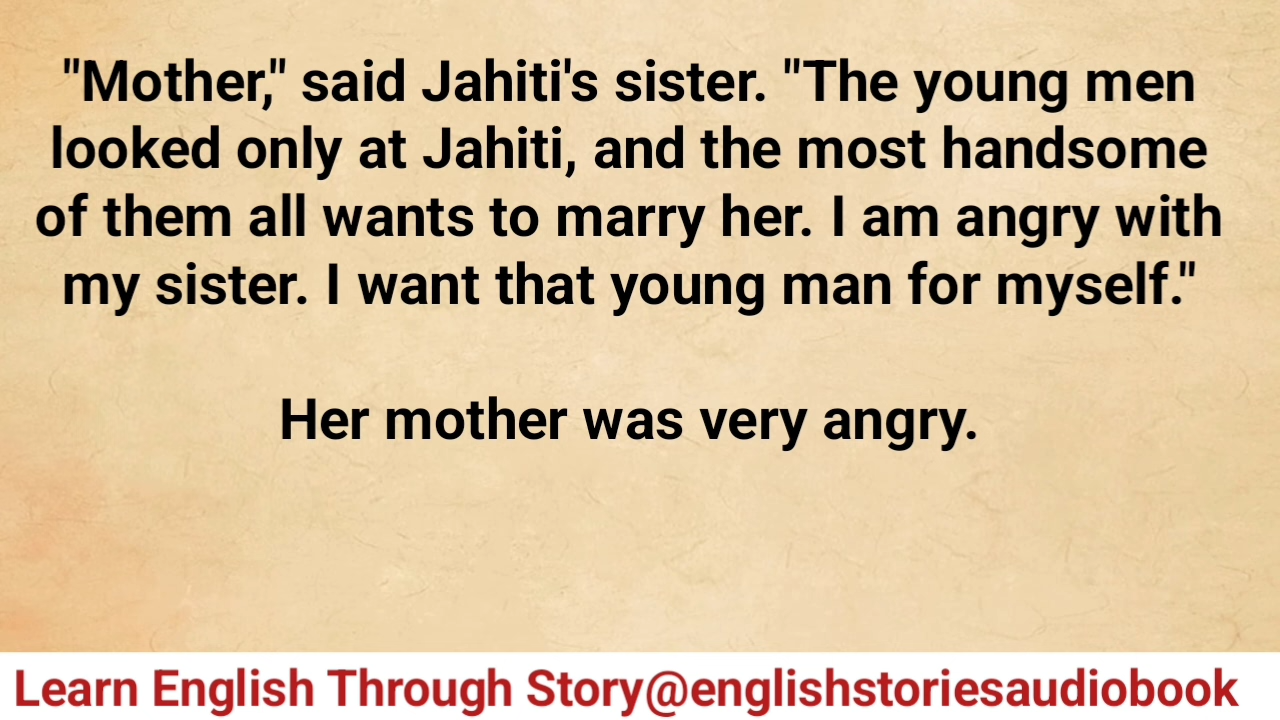 "Mother," said Jahiti's sister. "The young men
looked only at Jahiti, and the most handsome
of them all wants to marry her. I am angry with
my sister. I want that young man for myself."
Her mother was very angry.
Learn English Through Story@englishstoriesaudiobook